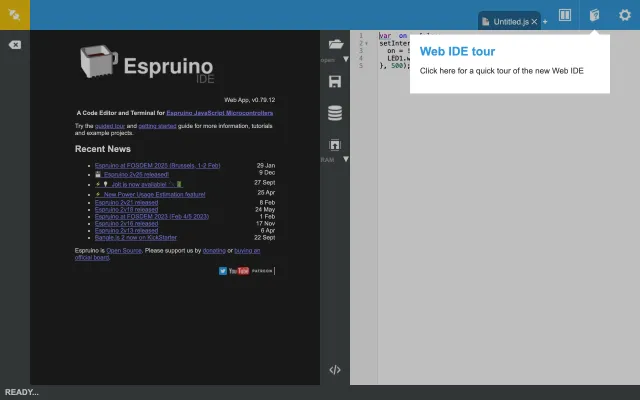 Untitled.js ✕ +
Espruino
IDE
Web App, v0.79.12
A Code Editor and Terminal for Espruino JavaScript Microcontrollers
Try the guided tour and getting started guide for more information, tutorials
and example projects.
Recent News
Espruino at FOSDEM 2025 (Brussels, 1-2 Feb) 29 Jan
Espruino 2v25 released! 9 Dec
Jolt is now available! 27 Sept
New Power Usage Estimation feature! 25 Apr
Espruino 2v21 released 8 Feb
Espruino 2v19 released 24 May
Espruino at FOSDEM 2023 (Feb 4/5 2023) 1 Feb
Espruino 2v16 released 17 Nov
Espruino 2v13 released 6 Apr
Bangle.js 2 now on KickStarter 22 Sept
Espruino is Open Source. Please support us by donating or buying an
official board.
YouTube PATREON
open
RAM
</>
1 var on
2 setInter
3 on =
4 LED1.w
5 }, 500);
Web IDE tour
Click here for a quick tour of the new Web IDE
READY...